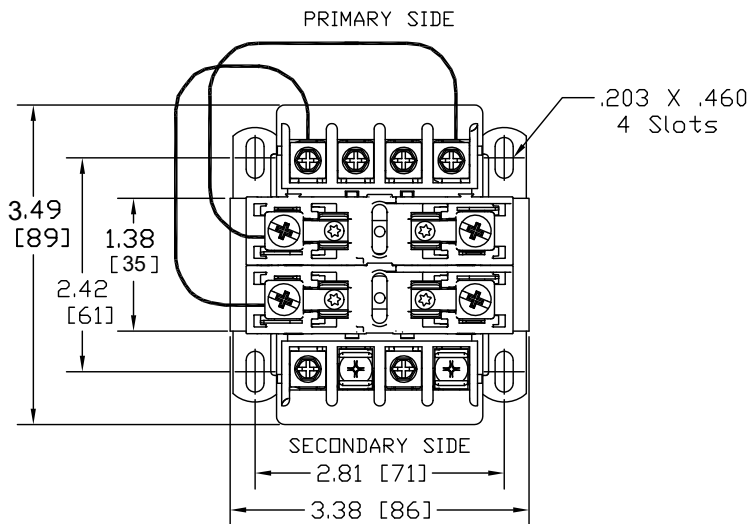 PRIMARY SIDE
.203 X .460
4 Slots
3.49
[89]
1.38
[35]
2.42
[61]
SECONDARY SIDE
2.81 [71]
3.38 [86]